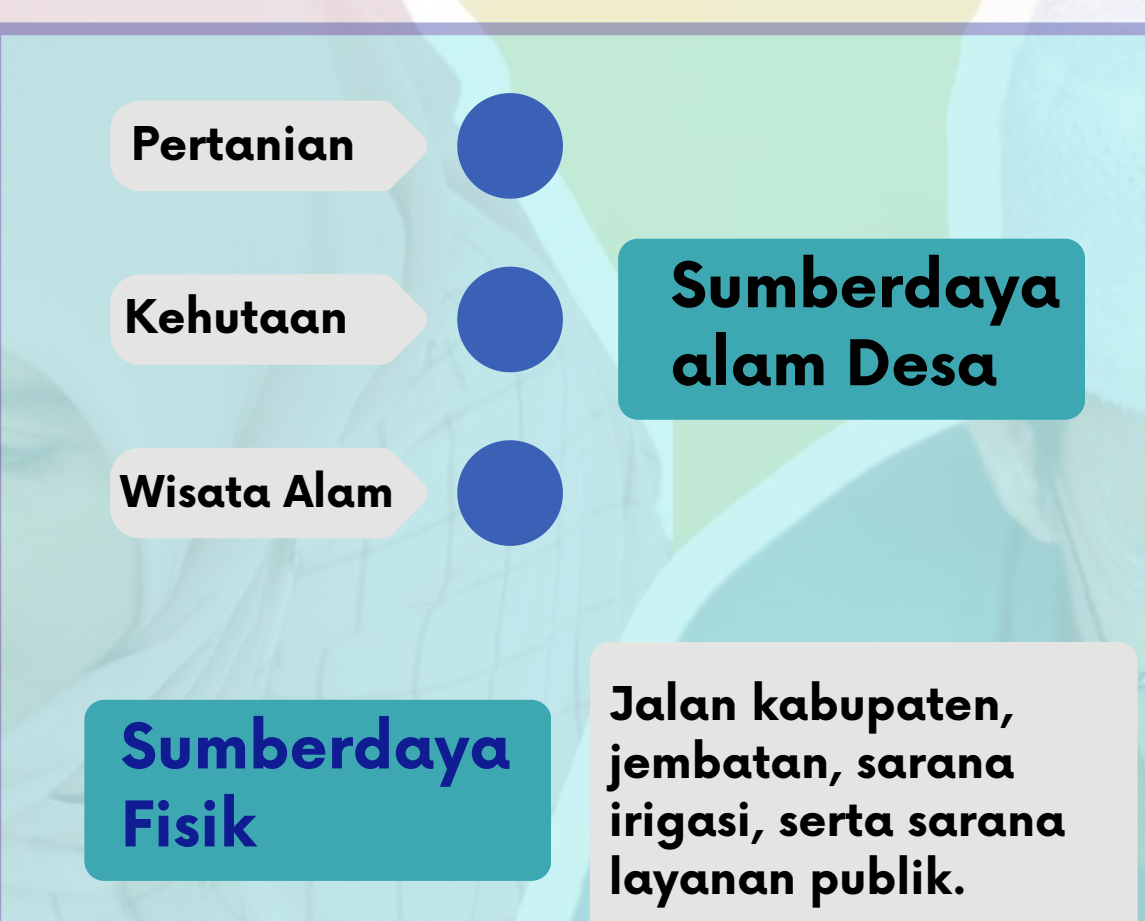 Pertanian
Kehutaan
Wisata Alam
Sumberdaya
alam Desa
Sumberdaya
Fisik
Jalan kabupaten,
jembatan, sarana
irigasi, serta sarana
layanan publik.